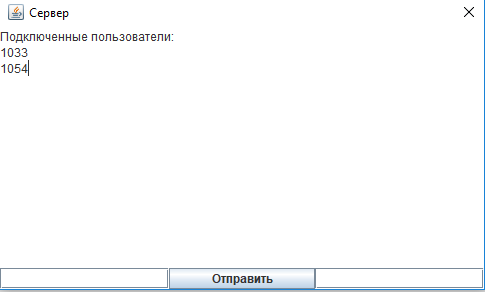 Сервер
Подключенные пользователи:
1033
1054
Отправить